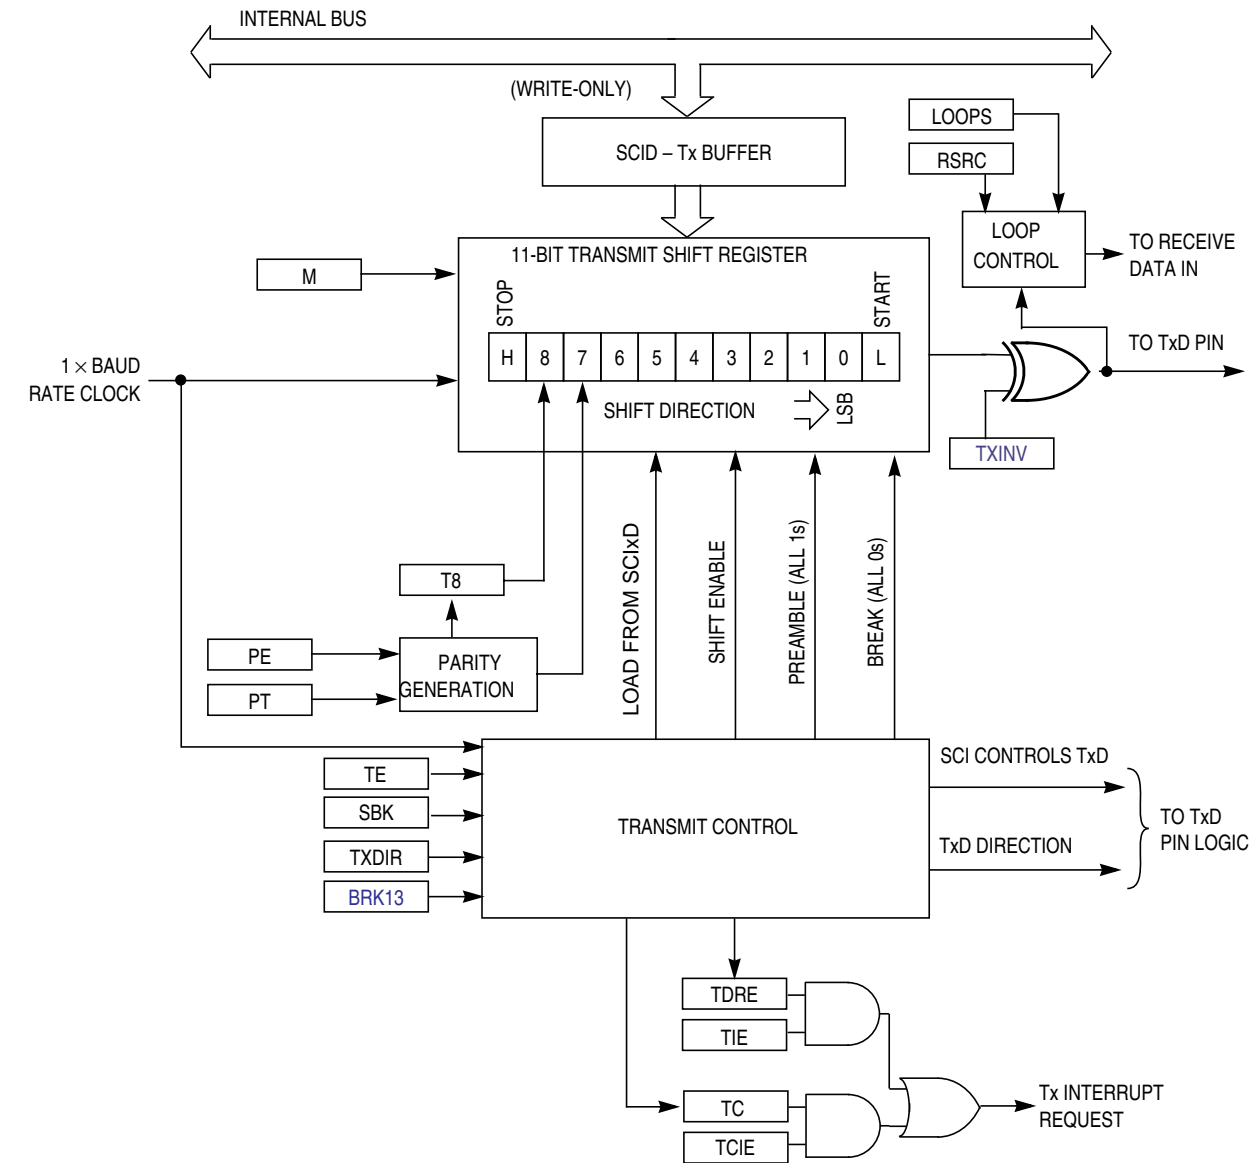 INTERNAL BUS
(WRITE-ONLY)
SCID – Tx BUFFER
LOOPS
RSRC
LOOP
CONTROL
TO RECEIVE
DATA IN
11-BIT TRANSMIT SHIFT REGISTER
M
STOP
START
H 8 7 6 5 4 3 2 1 0 L
SHIFT DIRECTION
LSB
1 × BAUD
RATE CLOCK
TO TxD PIN
TXINV
T8
PE
PT
PARITY
GENERATION
LOAD FROM SCIxD
SHIFT ENABLE
PREAMBLE (ALL 1s)
BREAK (ALL 0s)
TE
SBK
TXDIR
BRK13
TRANSMIT CONTROL
SCI CONTROLS TxD
TxD DIRECTION
TO TxD
PIN LOGIC
TDRE
TIE
TC
TCIE
Tx INTERRUPT
REQUEST